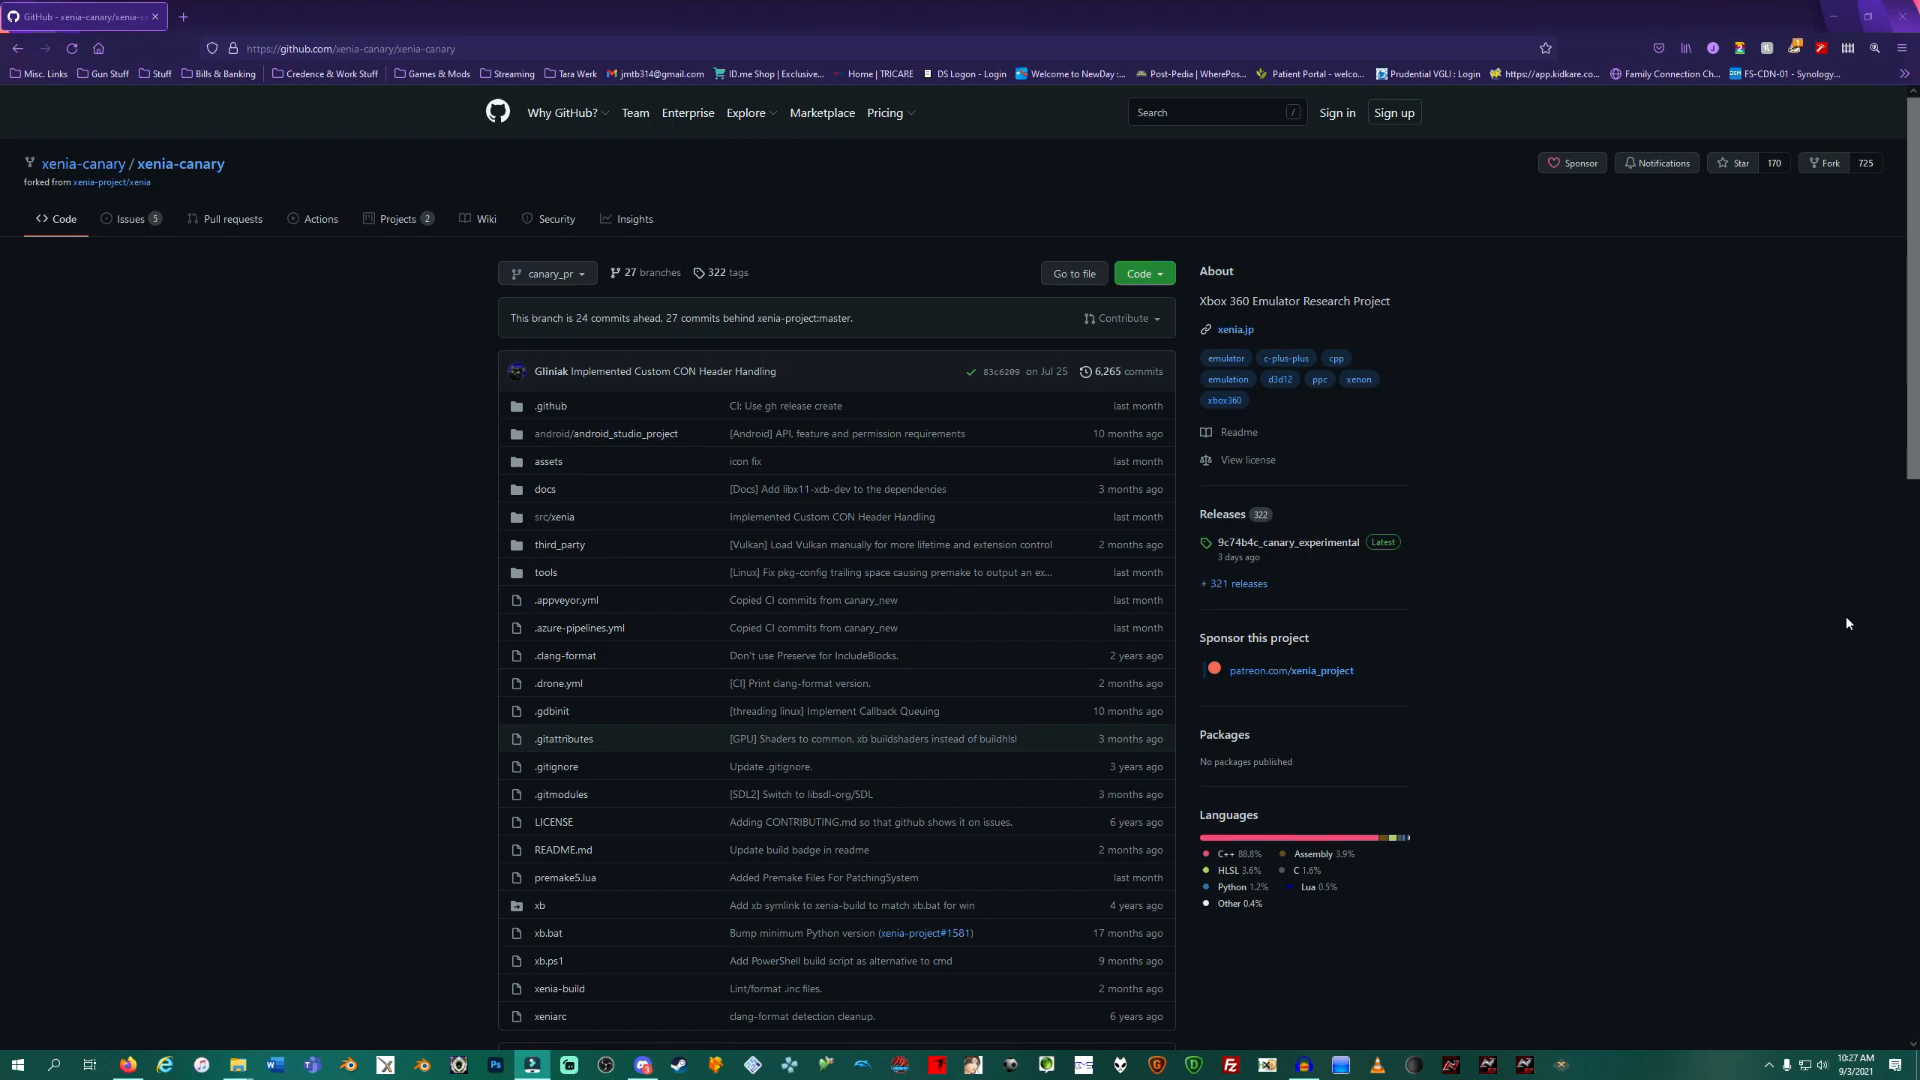 GitHub - xenia-canary/xenia-c
https://github.com/xenia-canary/xenia-canary
Misc. Links Gun Stuff Stuff Bills & Banking Credence & Work Stuff Games & Mods Streaming Tara Werk jmtb314@gmail.com ID.me Shop | Exclusive... Home | TRICARE DS Logon - Login Welcome to NewDay :... Post-Pedia | WherePos... Patient Portal - welco... Prudential VGLI : Login https://app.kidkare.co... Family Connection Ch... FS-CDN-01 - Synology...
Why GitHub? Team Enterprise Explore Marketplace Pricing Search / Sign in Sign up
xenia-canary / xenia-canary
forked from xenia-project/xenia
Sponsor Notifications Star 170 Fork 725
Code Issues 5 Pull requests Actions Projects 2 Wiki Security Insights
canary_pr 27 branches 322 tags Go to file Code
This branch is 24 commits ahead, 27 commits behind xenia-project:master. Contribute
Gliniak Implemented Custom CON Header Handling 83c6209 on Jul 25 6,265 commits
.github CI: Use gh release create last month
android/android_studio_project [Android] API, feature and permission requirements 10 months ago
assets icon fix last month
docs [Docs] Add libx11-xcb-dev to the dependencies 3 months ago
src/xenia Implemented Custom CON Header Handling last month
third_party [Vulkan] Load Vulkan manually for more lifetime and extension control 2 months ago
tools [Linux] Fix pkg-config trailing space causing premake to output an ex... last month
.appveyor.yml Copied CI commits from canary_new last month
.azure-pipelines.yml Copied CI commits from canary_new last month
.clang-format Don't use Preserve for IncludeBlocks. 2 years ago
.drone.yml [CI] Print clang-format version. 2 months ago
.gdbinit [threading linux] Implement Callback Queuing 10 months ago
.gitattributes [GPU] Shaders to common, xb buildshaders instead of buildhlsl 3 months ago
.gitignore Update .gitignore. 3 years ago
.gitmodules [SDL2] Switch to libsdl-org/SDL 3 months ago
LICENSE Adding CONTRIBUTING.md so that github shows it on issues. 6 years ago
README.md Update build badge in readme 2 months ago
premake5.lua Added Premake Files For PatchingSystem last month
xb Add xb symlink to xenia-build to match xb.bat for win 4 years ago
xb.bat Bump minimum Python version (xenia-project#1581) 17 months ago
xb.ps1 Add PowerShell build script as alternative to cmd 9 months ago
xenia-build Lint/format .inc files. 2 months ago
xeniarc clang-format detection cleanup. 6 years ago
About
Xbox 360 Emulator Research Project
xenia.jp
emulator c-plus-plus cpp
emulation d3d12 ppc xenon
xbox360
Readme
View license
Releases 322
9c74b4c_canary_experimental Latest
3 days ago
+ 321 releases
Sponsor this project
patreon.com/xenia_project
Packages
No packages published
Languages
C++ 88.8% Assembly 3.9%
HLSL 3.6% C 1.6%
Python 1.2% Lua 0.5%
Other 0.4%
10:27 AM
9/3/2021